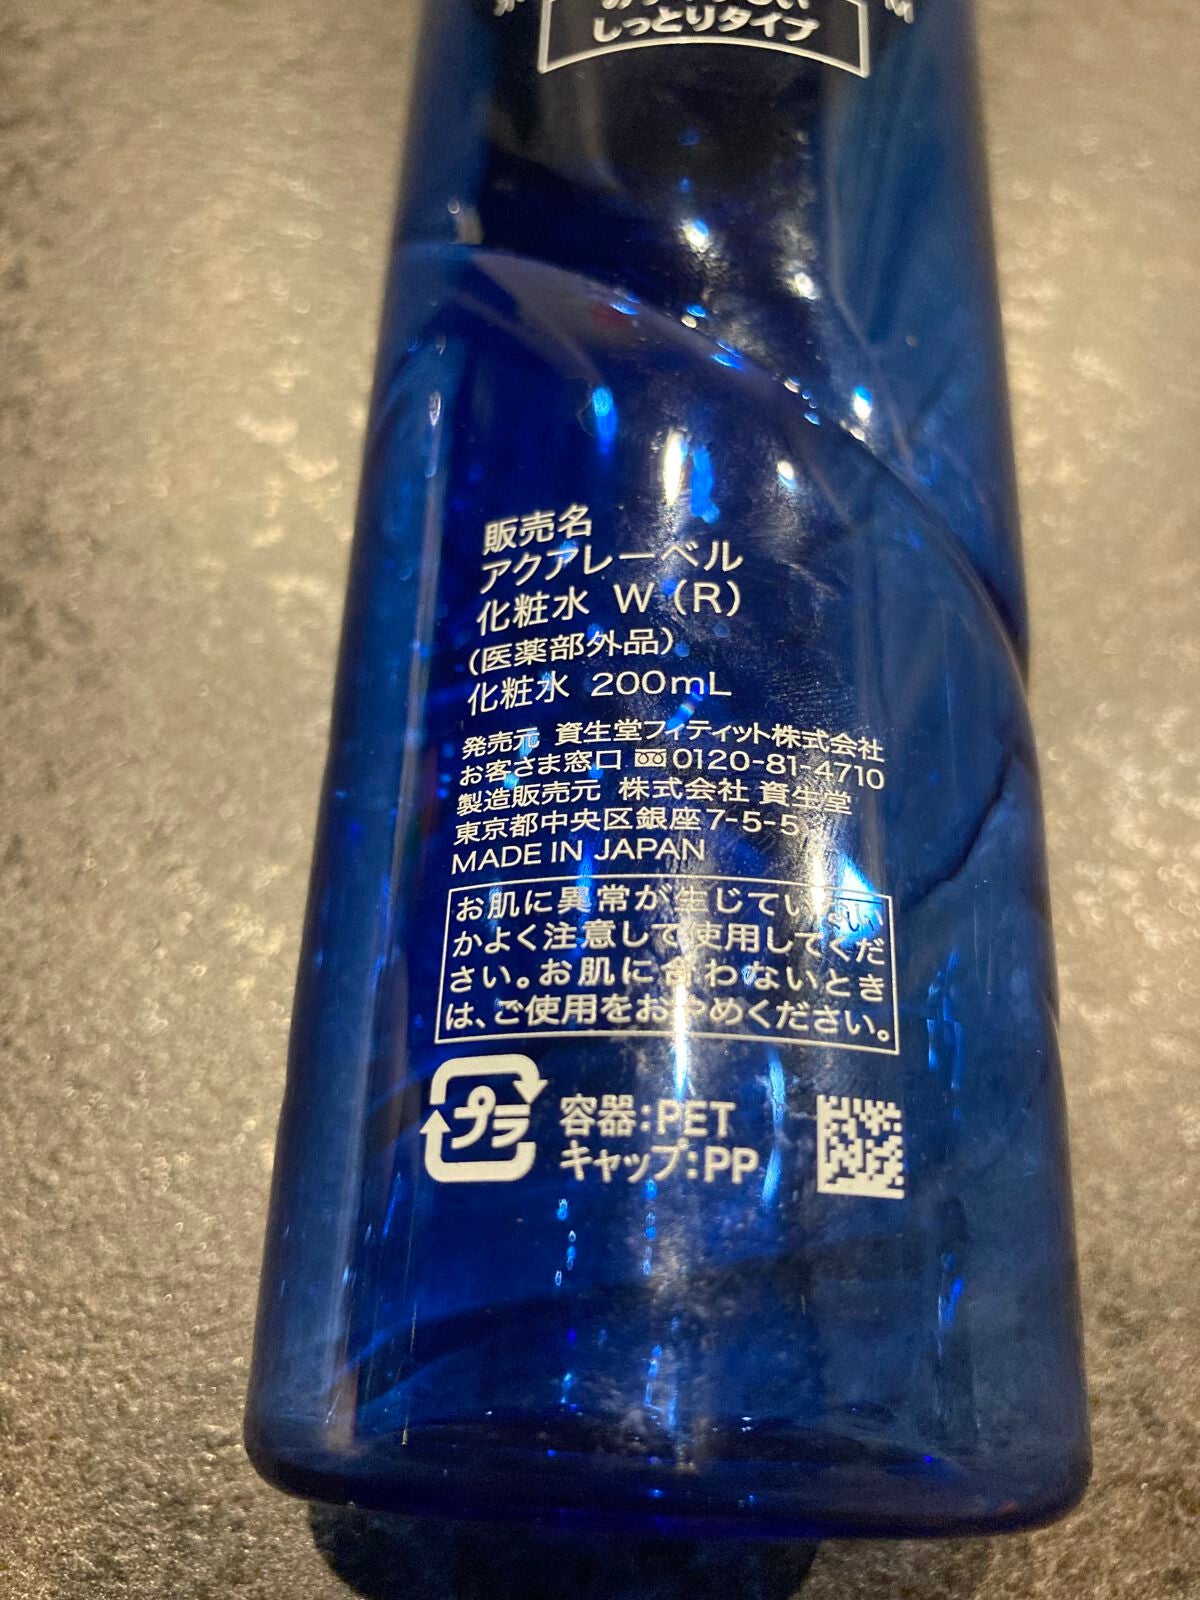 しっとりタイプ
販売名
アクアレーベル
化粧水 W (R)
(医薬部外品)
化粧水 200mL
発売元 資生堂フィティット株式会社
お客さま窓口 0120-81-4710
製造販売元 株式会社 資生堂
東京都中央区銀座7-5-5
MADE IN JAPAN
お肌に異常が生じていない
かよく注意して使用してくだ
さい。お肌に合わないとき
は、ご使用をおやめください。
プラ
容器:PET
キャップ:PP